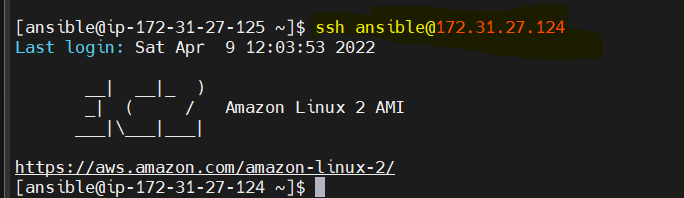 [ansible@ip-172-31-27-125 ~]$ ssh ansible@172.31.27.124
Last login: Sat Apr  9 12:03:53 2022

       __|  __|_  )
       _|  (     /   Amazon Linux 2 AMI
      ___|\___|___|

https://aws.amazon.com/amazon-linux-2/
[ansible@ip-172-31-27-124 ~]$